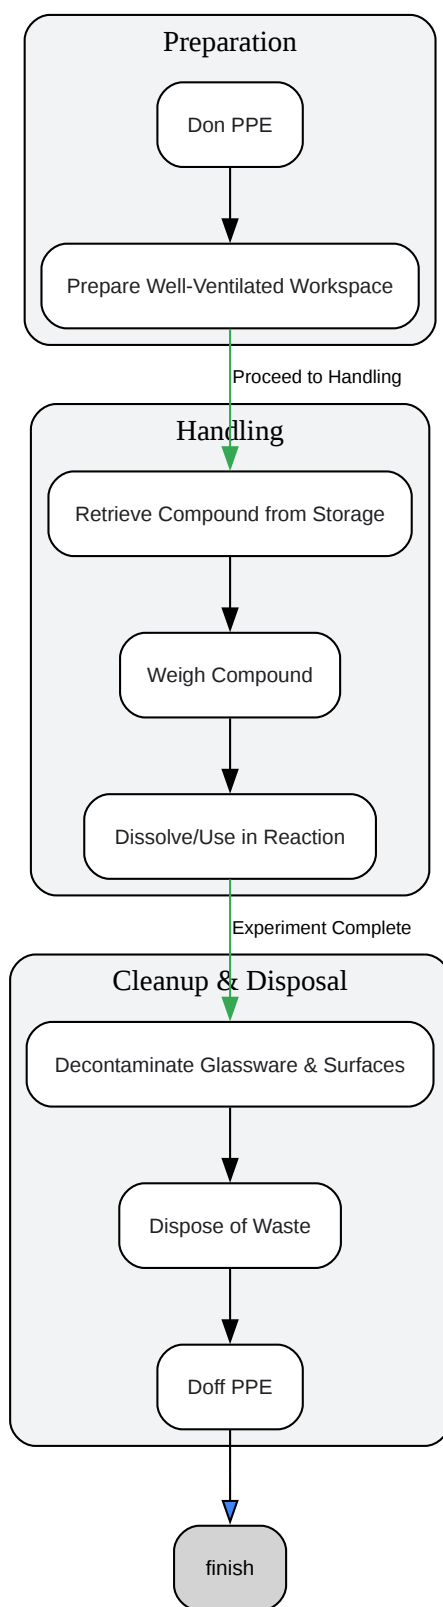 Preparation
Don PPE
Prepare Well-Ventilated Workspace
Proceed to Handling
Handling
Retrieve Compound from Storage
Weigh Compound
Dissolve/Use in Reaction
Experiment Complete
Cleanup & Disposal
Decontaminate Glassware & Surfaces
Dispose of Waste
Doff PPE
finish